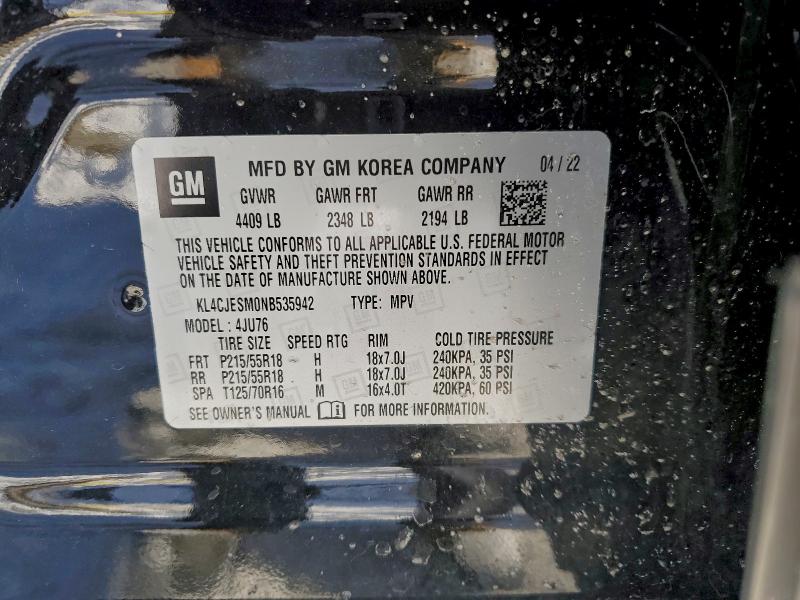 GM MFD BY GM KOREA COMPANY 04/22
GVWR GAWR FRT GAWR RR
4409 LB 2348 LB 2194 LB
THIS VEHICLE CONFORMS TO ALL APPLICABLE U.S. FEDERAL MOTOR
VEHICLE SAFETY AND THEFT PREVENTION STANDARDS IN EFFECT
ON THE DATE OF MANUFACTURE SHOWN ABOVE.
KL4CJESM0NB535942 TYPE: MPV
MODEL : 4JU76
TIRE SIZE SPEED RTG RIM COLD TIRE PRESSURE
FRT P215/55R18 H 18x7.0J 240KPA, 35 PSI
RR P215/55R18 H 18x7.0J 240KPA, 35 PSI
SPA T125/70R16 M 16x4.0T 420KPA, 60 PSI
SEE OWNER'S MANUAL FOR MORE INFORMATION.